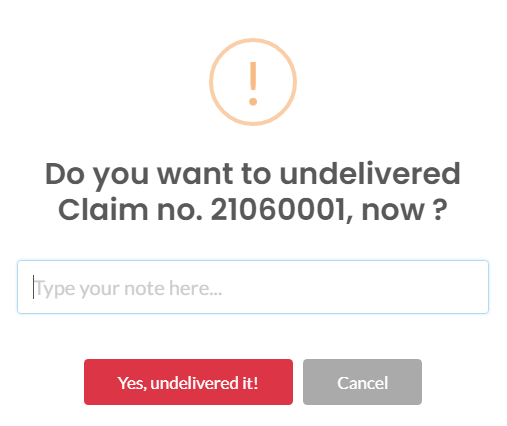 Do you want to undelivered
Claim no. 21060001, now ?
Type your note here...
Yes, undelivered it!
Cancel